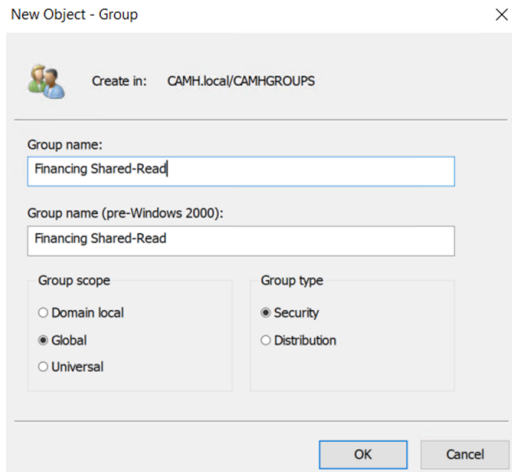 New Object - Group
Create in: CAMH.local/CAMHGROUPS
Group name:
Financing Shared-Read
Group name (pre-Windows 2000):
Financing Shared-Read
Group scope
Domain local
Global
Universal
Group type
Security
Distribution
OK
Cancel